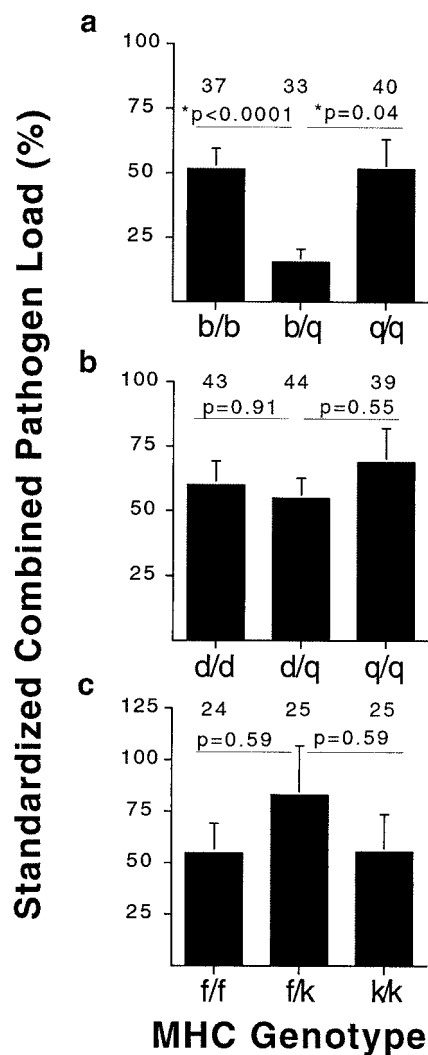 Standardized Combined Pathogen Load (%)
a
100
75
50
25
37 33 40
*p<0.0001 *p=0.04
b/b b/q q/q
b
100
75
50
25
43 44 39
p=0.91 p=0.55
d/d d/q q/q
c
125
100
75
50
25
24 25 25
p=0.59 p=0.59
f/f f/k k/k
MHC Genotype